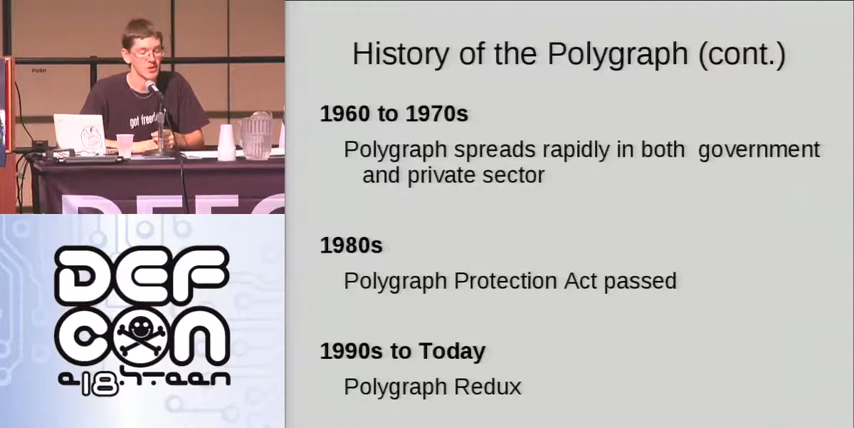 History of the Polygraph (cont.)
1960 to 1970s
Polygraph spreads rapidly in both government
and private sector
1980s
Polygraph Protection Act passed
1990s to Today
Polygraph Redux
DEF
CON